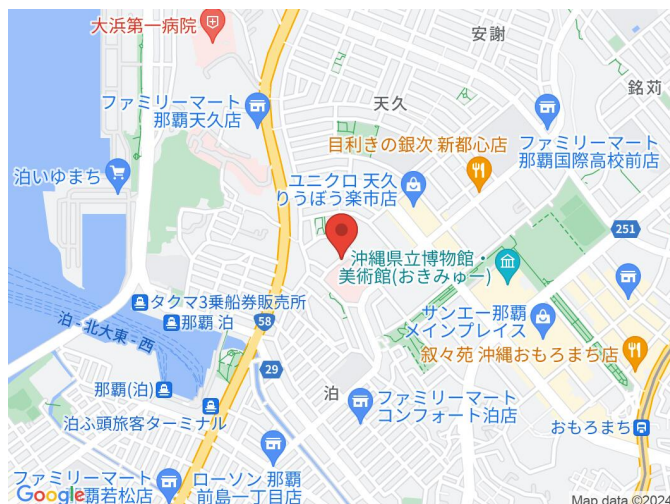 大浜第一病院
安謝
銘苅
ファミリーマート
那覇天久店
天久
目利きの銀次 新都心店
ファミリーマート
那覇国際高校前店
泊いゆまち
ユニクロ 天久
りうぼう楽市店
251
沖縄県立博物館・
美術館(おきみゅー)
タクマ3乗船券販売所
泊-北大東-西
那覇 泊
58
サンエー那覇
メインプレイス
叙々苑 沖縄おもろまち店
29
那覇(泊)
泊
ファミリーマート
コンフォート泊店
泊ふ頭旅客ターミナル
おもろまち
ファミリーマート
那覇若松店
ローソン 那覇
前島一丁目店
Google
Map data ©2024